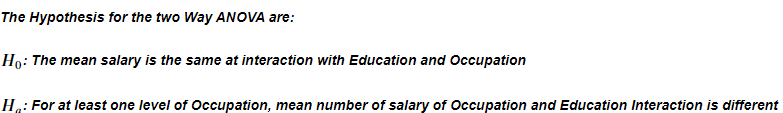 The Hypothesis for the two Way ANOVA are:
H₀: The mean salary is the same at interaction with Education and Occupation
Hₐ: For at least one level of Occupation, mean number of salary of Occupation and Education Interaction is different